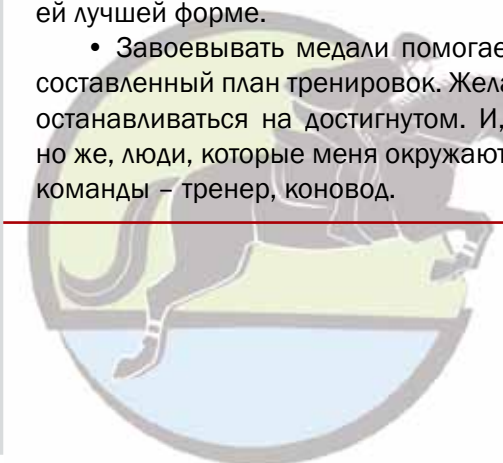 ей лучшей форме.
• Завоевывать медали помогае
составленный план тренировок. Жела
останавливаться на достигнутом. И,
но же, люди, которые меня окружают
команды – тренер, коновод.